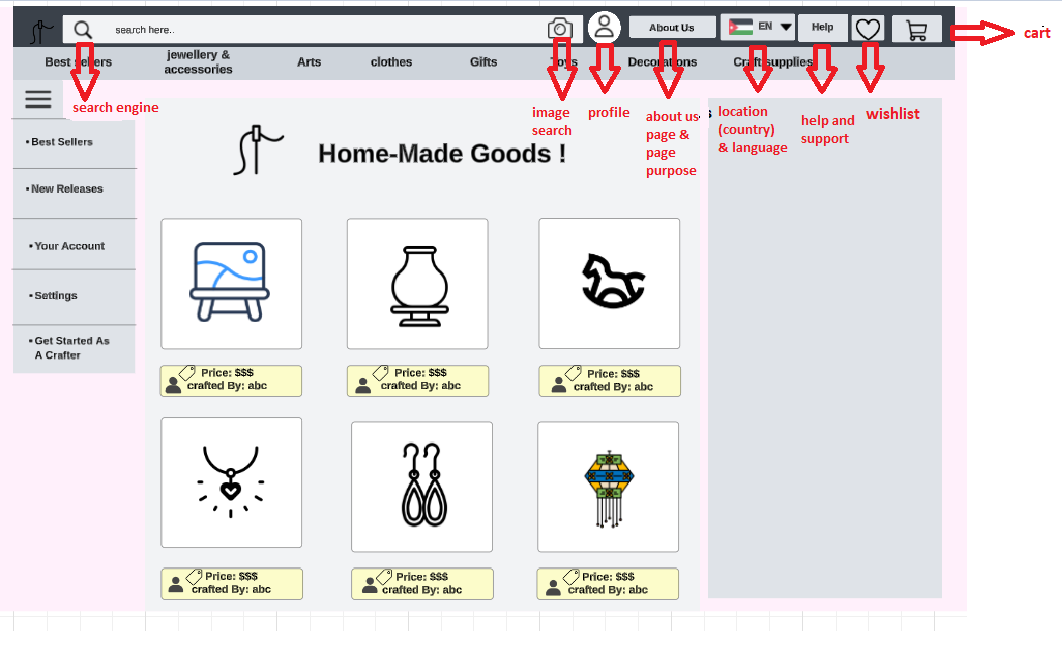 search here..
About Us
EN
Help
cart
Best sellers
jewellery &
accessories
Arts
clothes
Gifts
Toys
Decorations
Craft supplies
search engine
image
search
profile
about us
page &
page
purpose
s
location
(country)
& language
help and
support
wishlist
• Best Sellers
• New Releases
• Your Account
• Settings
• Get Started As
A Crafter
Home-Made Goods !
Price: $$$
crafted By: abc
Price: $$$
crafted By: abc
Price: $$$
crafted By: abc
Price: $$$
crafted By: abc
Price: $$$
crafted By: abc
Price: $$$
crafted By: abc